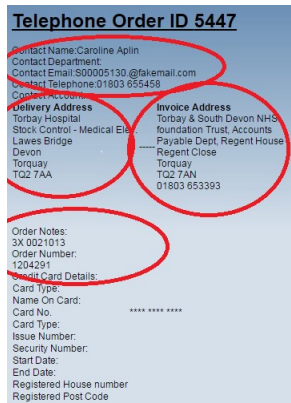 Telephone Order ID 5447
Contact Name:Caroline Aplin
Contact Department:
Contact Email:S00005130.@fakemail.com
Contact Telephone:01803 655458
Contact Account:
Delivery Address
Torbay Hospital
Stock Control - Medical Elec.
Lawes Bridge
Devon
Torquay
TQ2 7AA
-----
Invoice Address
Torbay & South Devon NHS
foundation Trust, Accounts
Payable Dept, Regent House
Regent Close
Torquay
TQ2 7AN
01803 653393
Order Notes:
3X 0021013
Order Number:
1204291
Credit Card Details:
Card Type:
Name On Card:
Card No. **** **** ****
Card Type:
Issue Number:
Security Number:
Start Date:
End Date:
Registered House number
Registered Post Code